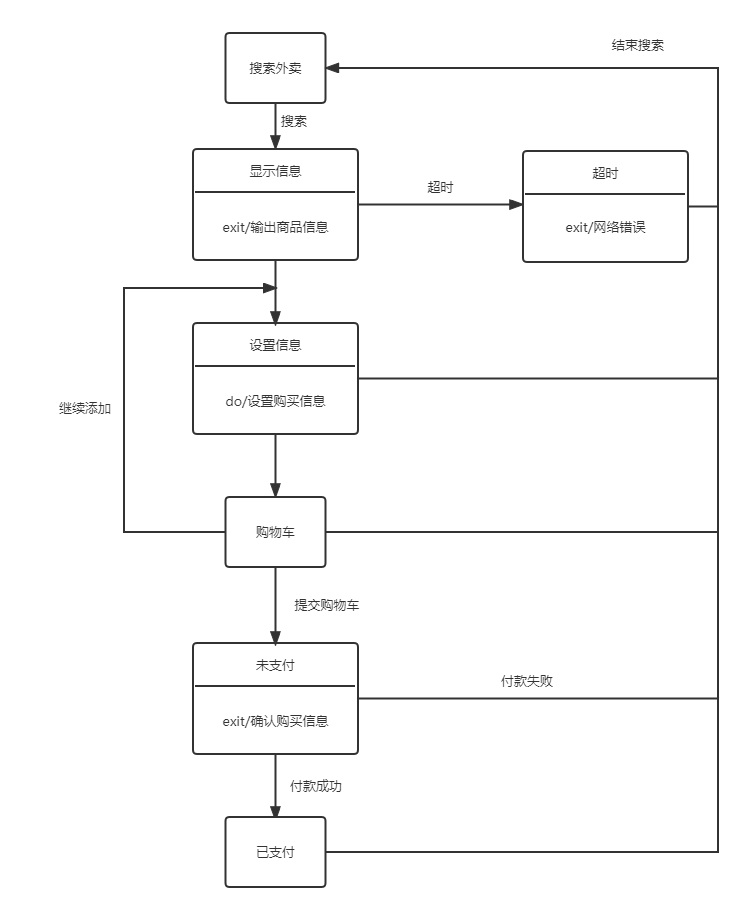 结束搜索
搜索外卖
搜索
显示信息
超时
超时
exit/输出商品信息
exit/网络错误
设置信息
do/设置购买信息
继续添加
购物车
提交购物车
未支付
付款失败
exit/确认购买信息
付款成功
已支付